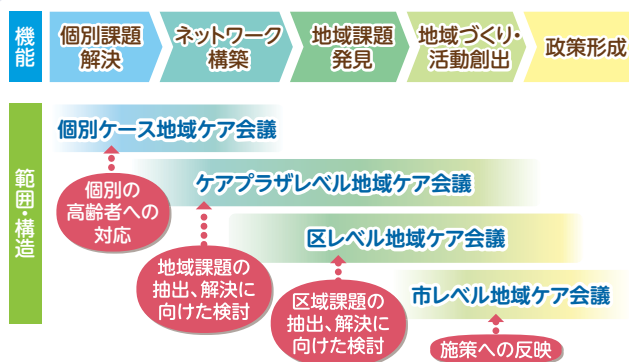 機能
個別課題
解決
ネットワーク
構築
地域課題
発見
地域づくり・
活動創出
政策形成
範囲・構造
個別ケース地域ケア会議
個別の
高齢者への
対応
ケアプラザレベル地域ケア会議
地域課題の
抽出、解決に
向けた検討
区レベル地域ケア会議
区域課題の
抽出、解決に
向けた検討
市レベル地域ケア会議
施策への反映